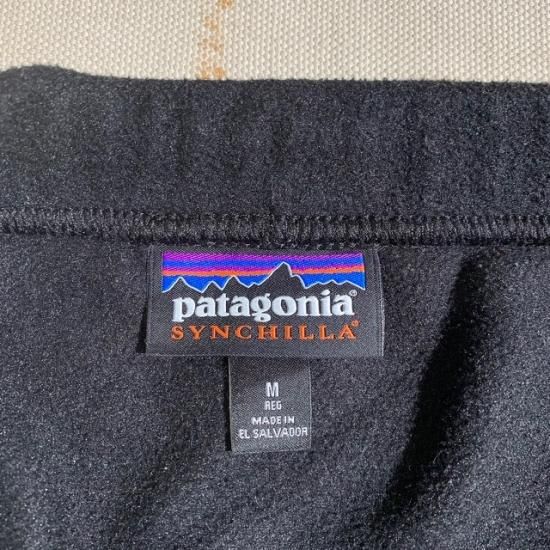 patagonia®
SYNCHILLA®
M
REG
MADE IN
EL SALVADOR